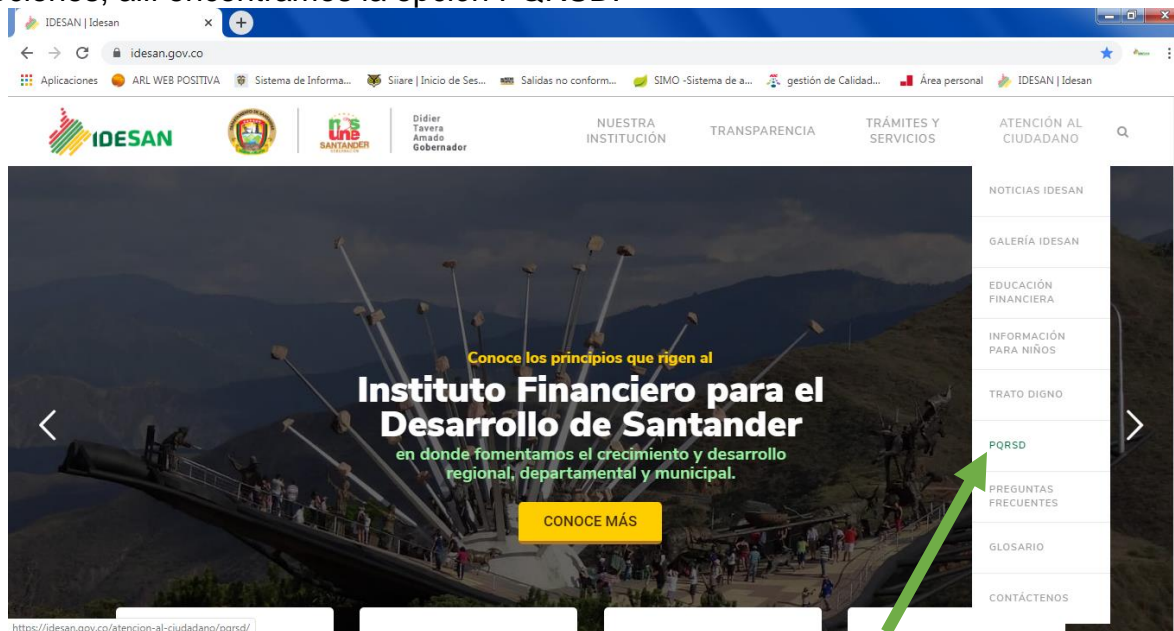 IDESAN | Idesan
idesan.gov.co
Aplicaciones ARL WEB POSITIVA Sistema de Informa... Siiare | Inicio de Ses... Salidas no conform... SIMO -Sistema de a... gestión de Calidad... Área personal IDESAN | Idesan
IDESAN
nos
une
SANTANDER
Didier
Tavera
Amado
Gobernador
NUESTRA
INSTITUCIÓN
TRANSPARENCIA
TRÁMITES Y
SERVICIOS
ATENCIÓN AL
CIUDADANO
NOTICIAS IDESAN
GALERÍA IDESAN
EDUCACIÓN
FINANCIERA
INFORMACIÓN
PARA NIÑOS
TRATO DIGNO
PQRSD
PREGUNTAS
FRECUENTES
GLOSARIO
CONTÁCTENOS
Conoce los principios que rigen al
Instituto Financiero para el
Desarrollo de Santander
en donde fomentamos el crecimiento y desarrollo
regional, departamental y municipal.
CONOCE MÁS
https://idesan.gov.co/atencion-al-ciudadano/pqrsd/